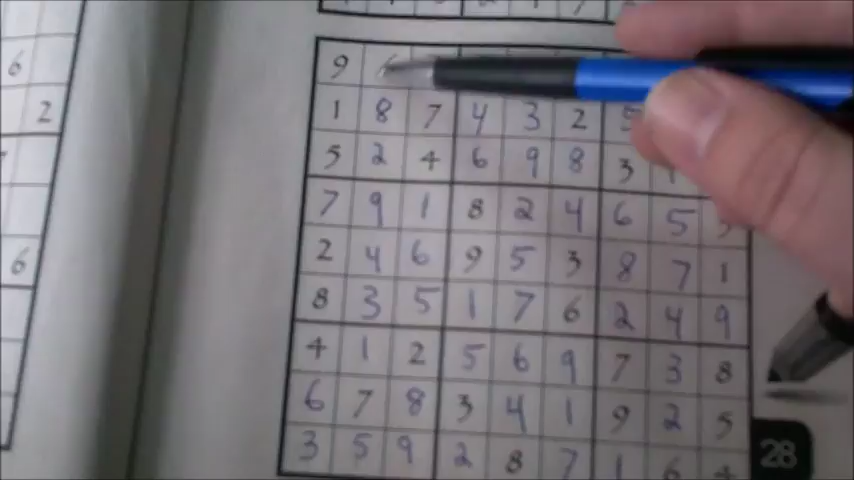 6
2
6
9 6
1 8 7 4 3 2 5
5 2 4 6 9 8 3
7 9 1 8 2 4 6 5 3
2 4 6 9 5 3 8 7 1
8 3 5 1 7 6 2 4 9
4 1 2 5 6 9 7 3 8
6 7 8 3 4 1 9 2 5
3 5 9 2 8 7 1 6 4
28